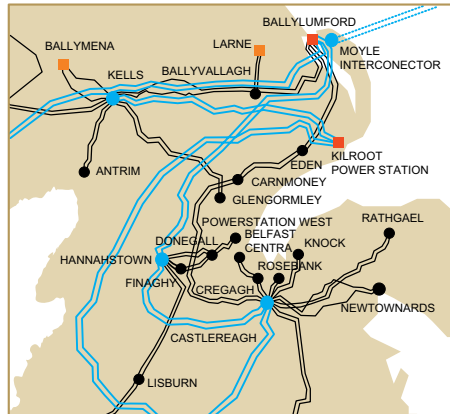 BALLYLUMFORD
BALLYMENA
LARNE
MOYLE
INTERCONECTOR
KELLS
BALLYVALLAGH
EDEN
KILROOT
POWER STATION
ANTRIM
CARNMONEY
GLENGORMLEY
POWERSTATION WEST
RATHGAEL
DONEGALL
BELFAST
CENTRA
KNOCK
HANNAHSTOWN
ROSEBANK
FINAGHY
CREGAGH
NEWTOWNARDS
CASTLEREAGH
LISBURN